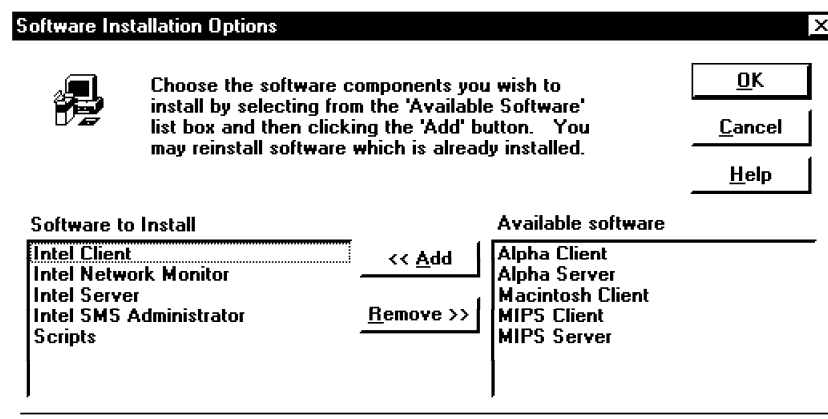 Software Installation Options
Choose the software components you wish to
install by selecting from the 'Available Software'
list box and then clicking the 'Add' button. You
may reinstall software which is already installed.
OK
Cancel
Help
Software to Install
Intel Client
Intel Network Monitor
Intel Server
Intel SMS Administrator
Scripts
<< Add
Remove >>
Available software
Alpha Client
Alpha Server
Macintosh Client
MIPS Client
MIPS Server